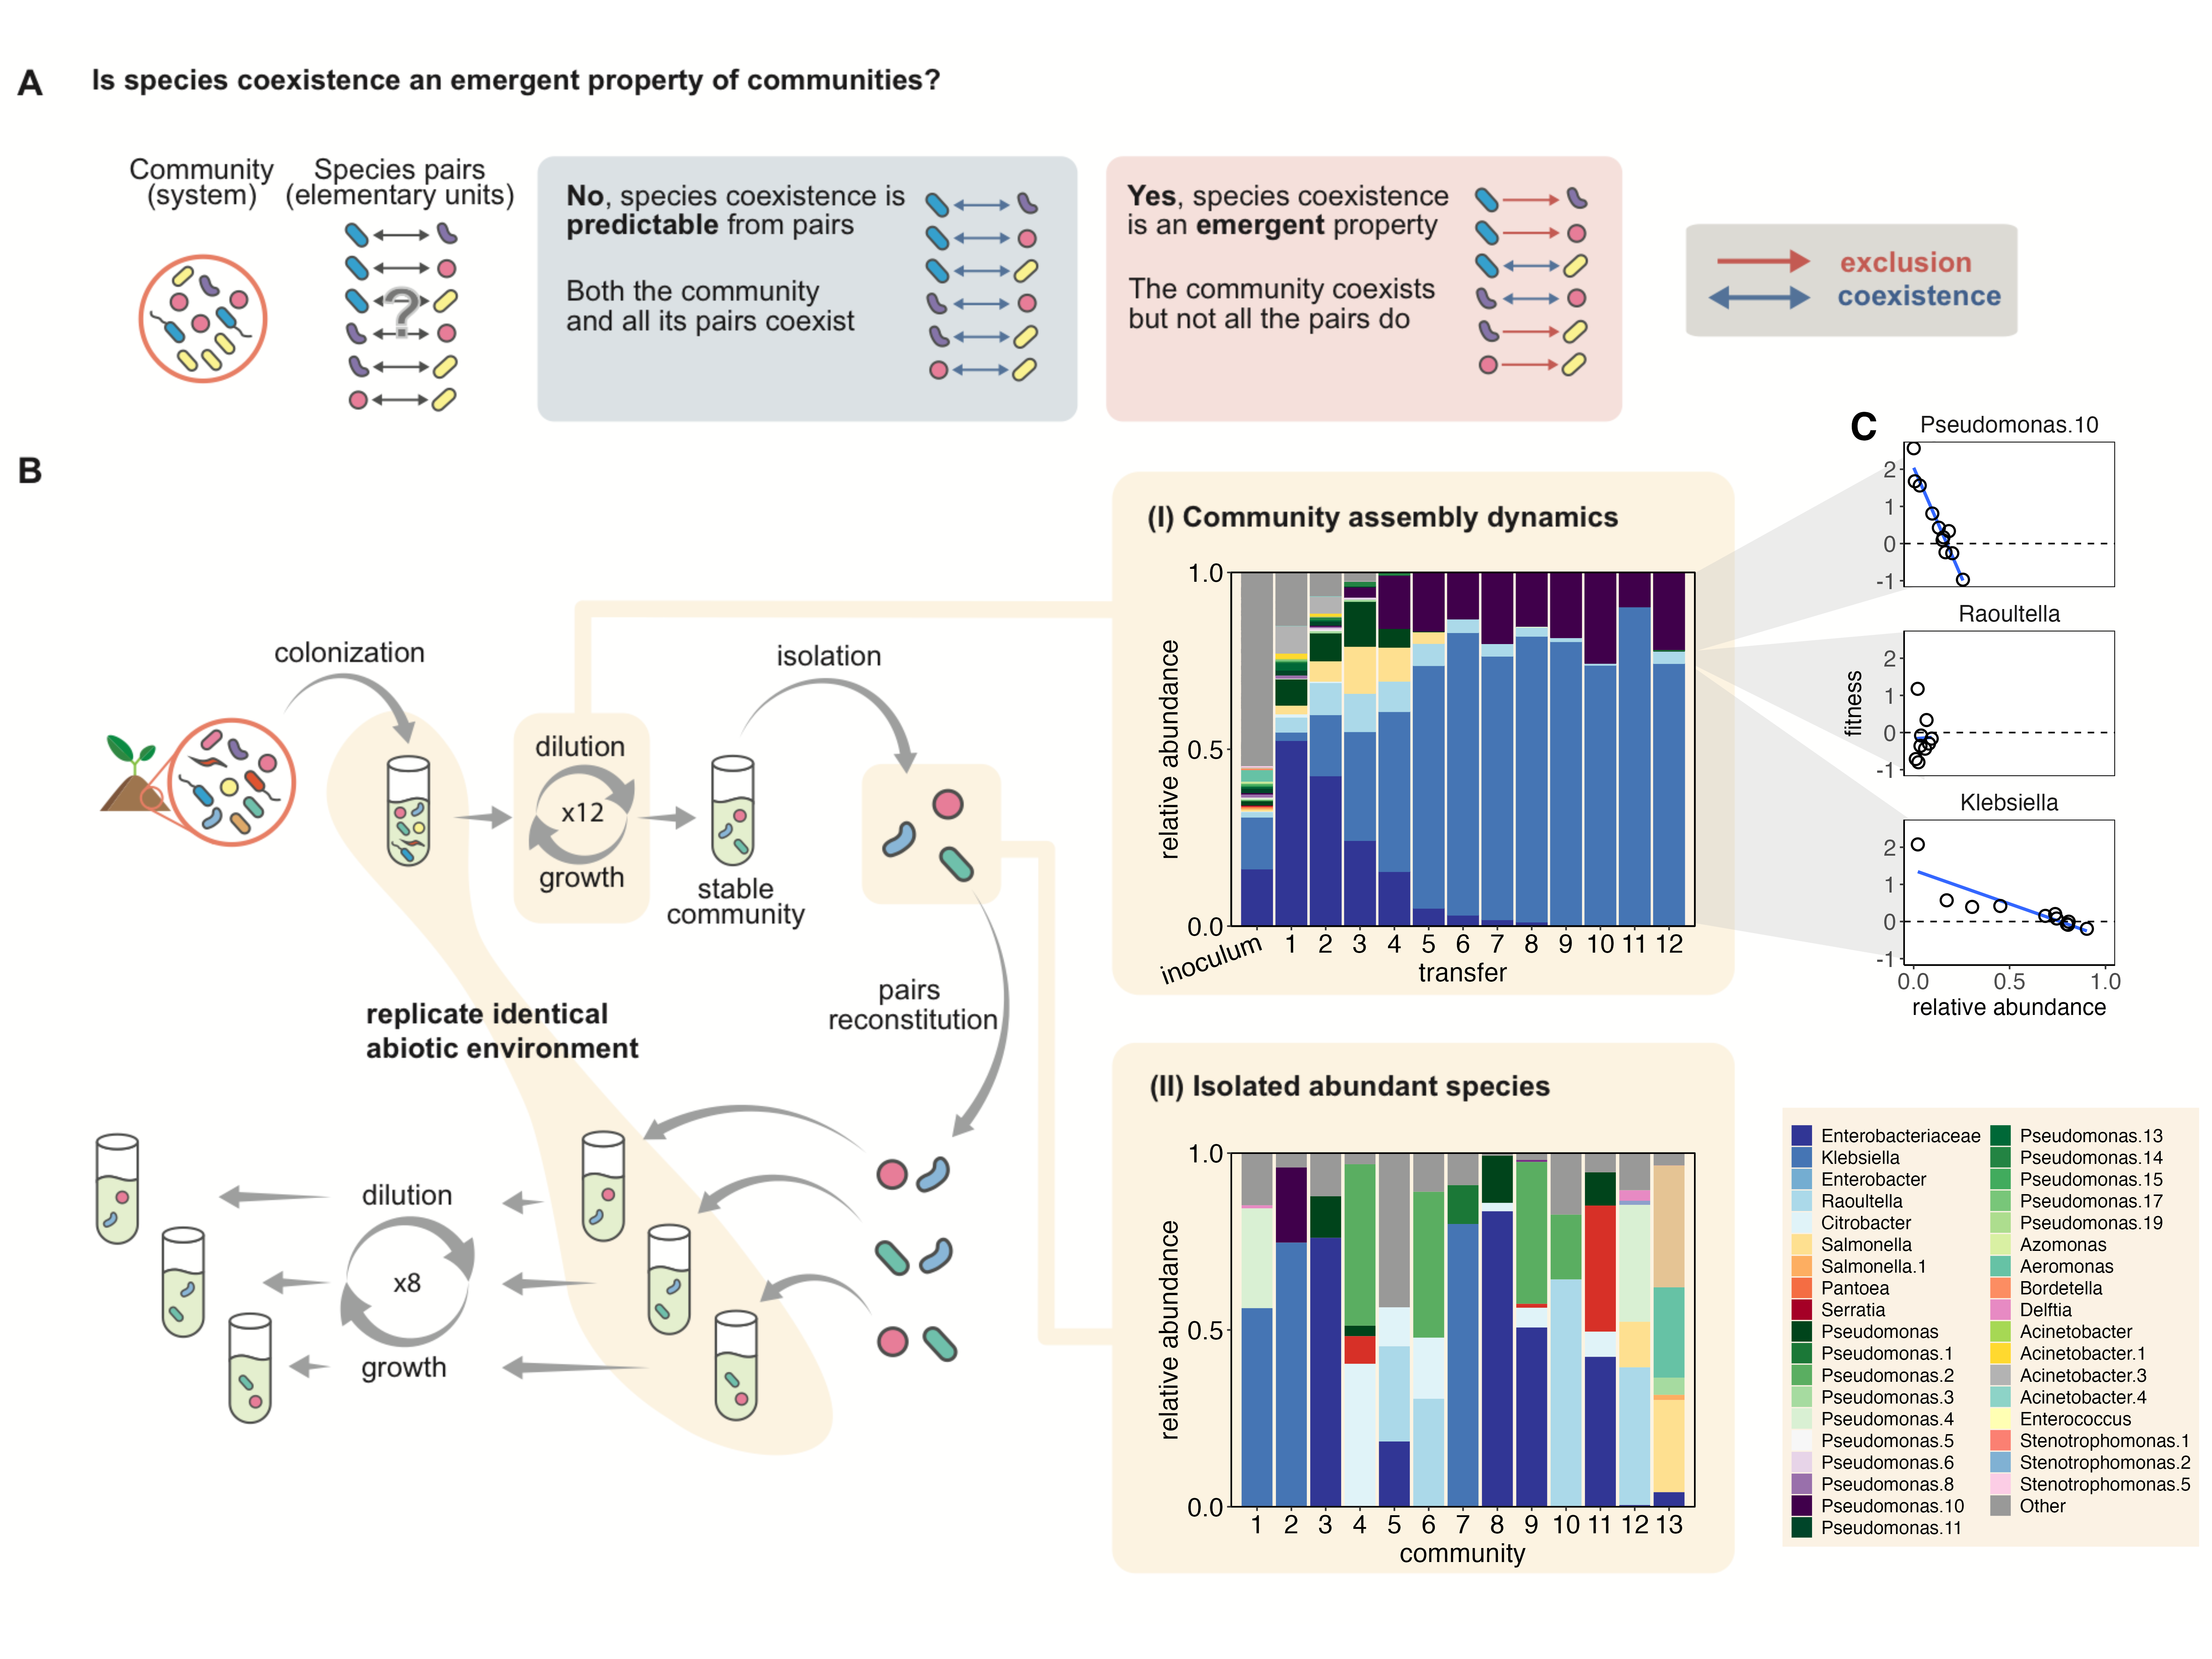 A
Is species coexistence an emergent property of communities?
Community
(system)
Species pairs
(elementary units)
?
No, species coexistence is
predictable from pairs
Both the community
and all its pairs coexist
Yes, species coexistence
is an emergent property
The community coexists
but not all the pairs do
exclusion
coexistence
B
colonization
dilution
x12
growth
isolation
stable
community
pairs
reconstitution
replicate identical
abiotic environment
dilution
x8
growth
(I) Community assembly dynamics
relative abundance
1.0
0.5
0.0
inoculum 1 2 3 4 5 6 7 8 9 10 11 12
transfer
(II) Isolated abundant species
relative abundance
1.0
0.5
0.0
1 2 3 4 5 6 7 8 9 10 11 12 13
community
C
Pseudomonas.10
2
1
0
-1
Raoultella
fitness
2
1
0
-1
Klebsiella
2
1
0
-1
0.0 0.5 1.0
relative abundance
Enterobacteriaceae
Klebsiella
Enterobacter
Raoultella
Citrobacter
Salmonella
Salmonella.1
Pantoea
Serratia
Pseudomonas
Pseudomonas.1
Pseudomonas.2
Pseudomonas.3
Pseudomonas.4
Pseudomonas.5
Pseudomonas.6
Pseudomonas.8
Pseudomonas.10
Pseudomonas.11
Pseudomonas.13
Pseudomonas.14
Pseudomonas.15
Pseudomonas.17
Pseudomonas.19
Azomonas
Aeromonas
Bordetella
Delftia
Acinetobacter
Acinetobacter.1
Acinetobacter.3
Acinetobacter.4
Enterococcus
Stenotrophomonas.1
Stenotrophomonas.2
Stenotrophomonas.5
Other